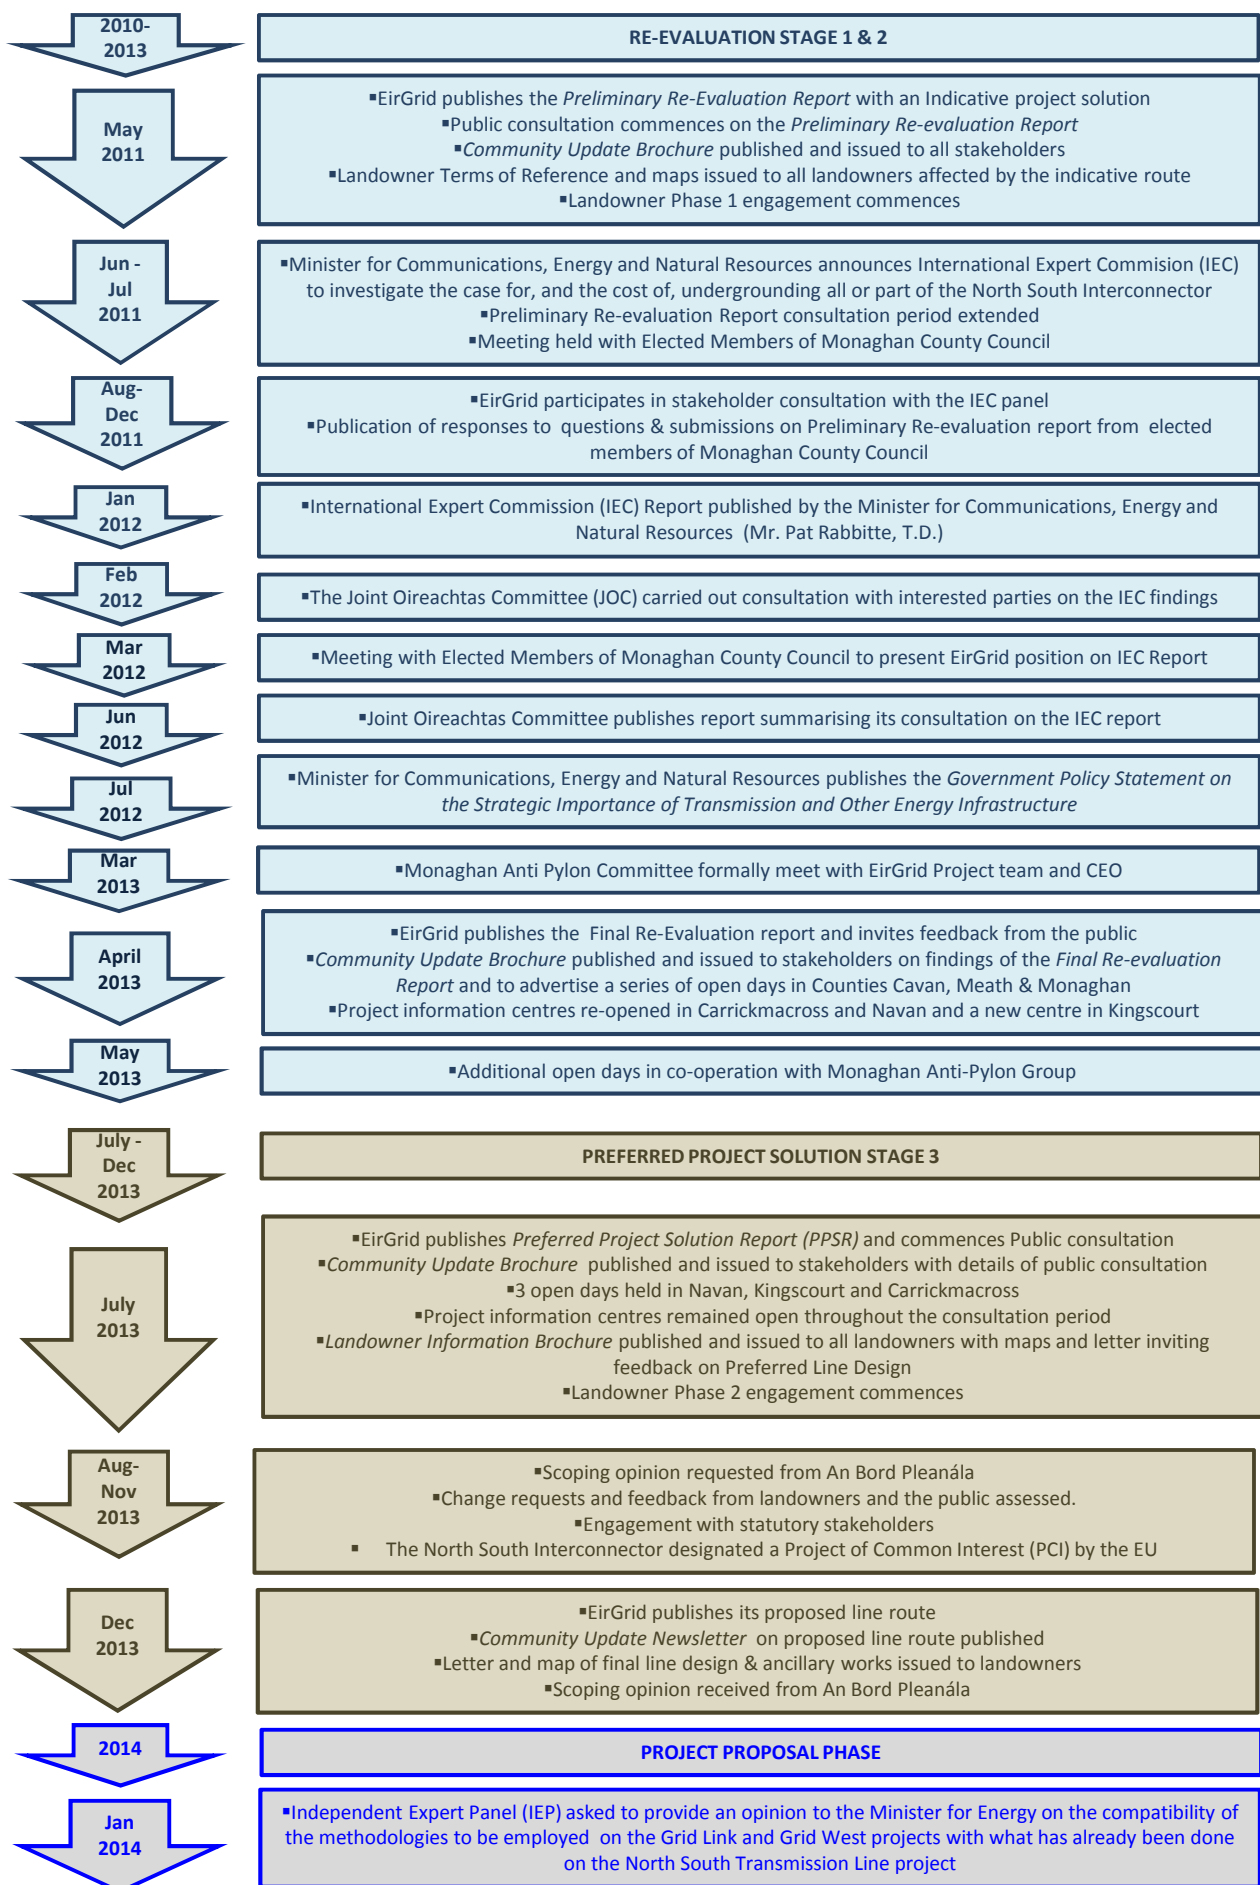 2010-
2013
RE-EVALUATION STAGE 1 & 2
May
2011
▪EirGrid publishes the Preliminary Re-Evaluation Report with an Indicative project solution
▪Public consultation commences on the Preliminary Re-evaluation Report
▪Community Update Brochure published and issued to all stakeholders
▪Landowner Terms of Reference and maps issued to all landowners affected by the indicative route
▪Landowner Phase 1 engagement commences
Jun -
Jul
2011
▪Minister for Communications, Energy and Natural Resources announces International Expert Commision (IEC)
to investigate the case for, and the cost of, undergrounding all or part of the North South Interconnector
▪Preliminary Re-evaluation Report consultation period extended
▪Meeting held with Elected Members of Monaghan County Council
Aug-
Dec
2011
▪EirGrid participates in stakeholder consultation with the IEC panel
▪Publication of responses to questions & submissions on Preliminary Re-evaluation report from elected
members of Monaghan County Council
Jan
2012
▪International Expert Commission (IEC) Report published by the Minister for Communications, Energy and
Natural Resources (Mr. Pat Rabbitte, T.D.)
Feb
2012
▪The Joint Oireachtas Committee (JOC) carried out consultation with interested parties on the IEC findings
Mar
2012
▪Meeting with Elected Members of Monaghan County Council to present EirGrid position on IEC Report
Jun
2012
▪Joint Oireachtas Committee publishes report summarising its consultation on the IEC report
Jul
2012
▪Minister for Communications, Energy and Natural Resources publishes the Government Policy Statement on
the Strategic Importance of Transmission and Other Energy Infrastructure
Mar
2013
▪Monaghan Anti Pylon Committee formally meet with EirGrid Project team and CEO
April
2013
▪EirGrid publishes the Final Re-Evaluation report and invites feedback from the public
▪Community Update Brochure published and issued to stakeholders on findings of the Final Re-evaluation
Report and to advertise a series of open days in Counties Cavan, Meath & Monaghan
▪Project information centres re-opened in Carrickmacross and Navan and a new centre in Kingscourt
May
2013
▪Additional open days in co-operation with Monaghan Anti-Pylon Group
July -
Dec
2013
PREFERRED PROJECT SOLUTION STAGE 3
July
2013
▪EirGrid publishes Preferred Project Solution Report (PPSR) and commences Public consultation
▪Community Update Brochure published and issued to stakeholders with details of public consultation
▪3 open days held in Navan, Kingscourt and Carrickmacross
▪Project information centres remained open throughout the consultation period
▪Landowner Information Brochure published and issued to all landowners with maps and letter inviting
feedback on Preferred Line Design
▪Landowner Phase 2 engagement commences
Aug-
Nov
2013
▪Scoping opinion requested from An Bord Pleanála
▪Change requests and feedback from landowners and the public assessed.
▪Engagement with statutory stakeholders
▪ The North South Interconnector designated a Project of Common Interest (PCI) by the EU
Dec
2013
▪EirGrid publishes its proposed line route
▪Community Update Newsletter on proposed line route published
▪Letter and map of final line design & ancillary works issued to landowners
▪Scoping opinion received from An Bord Pleanála
2014
PROJECT PROPOSAL PHASE
Jan
2014
▪Independent Expert Panel (IEP) asked to provide an opinion to the Minister for Energy on the compatibility of
the methodologies to be employed on the Grid Link and Grid West projects with what has already been done
on the North South Transmission Line project